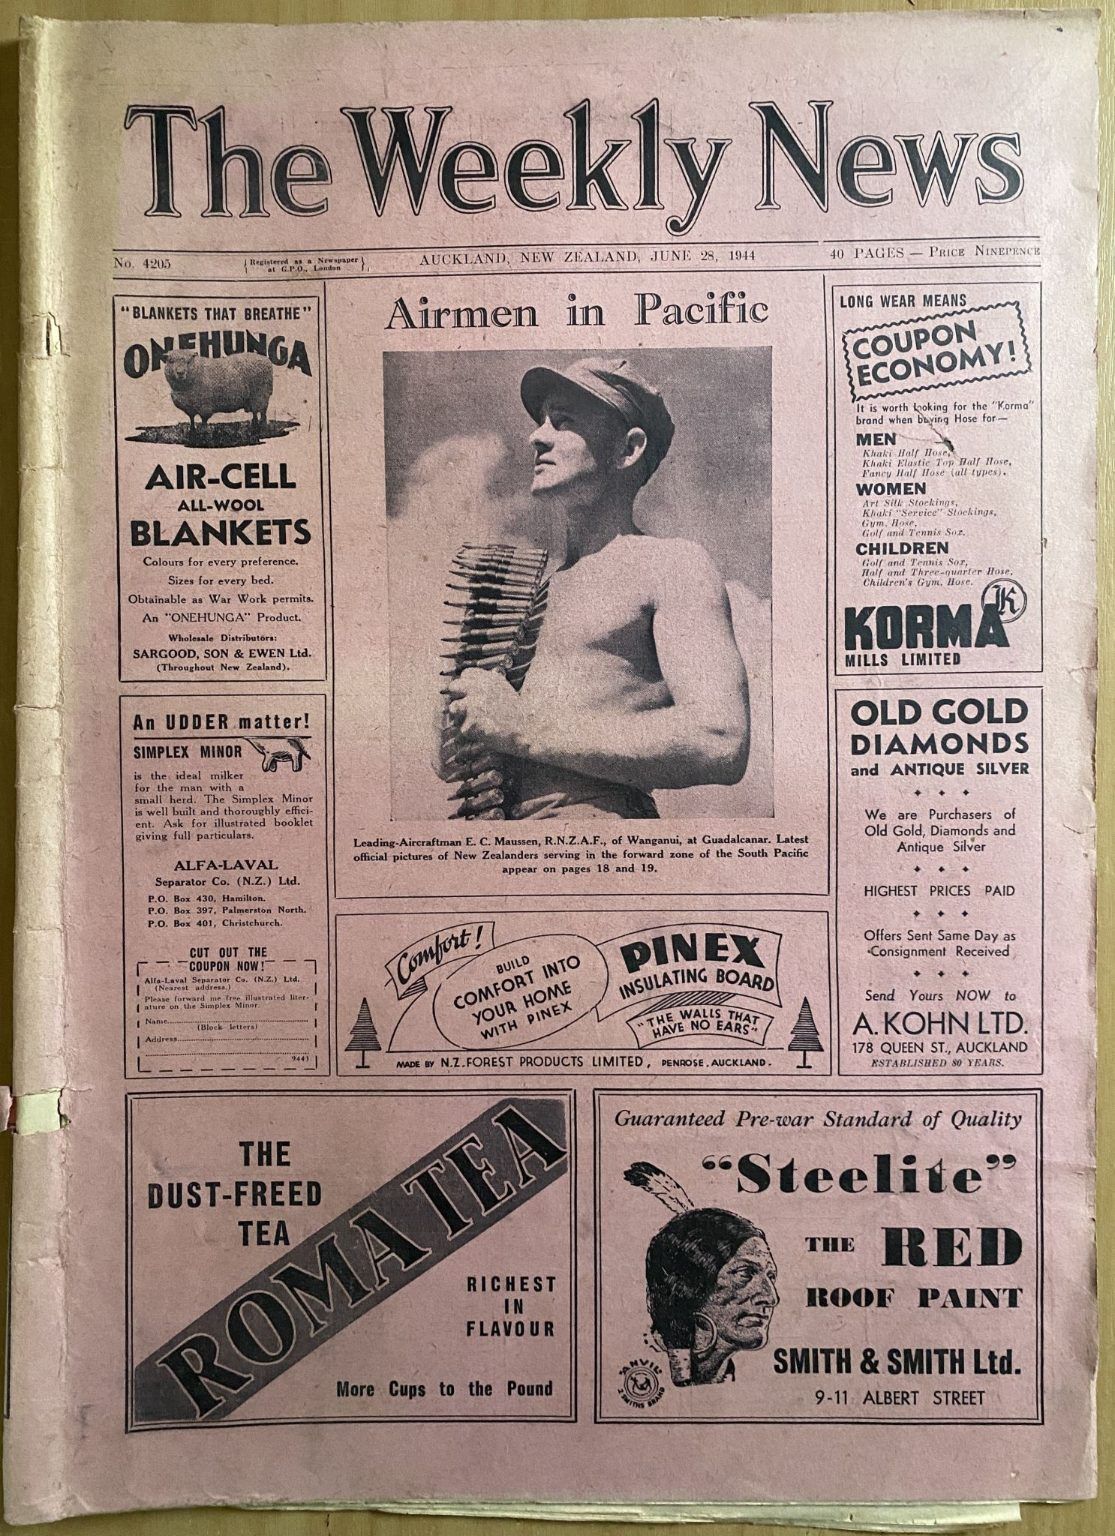 The Weekly News
No. 4205
Registered as a Newspaper
at G.P.O., London
AUCKLAND, NEW ZEALAND, JUNE 28, 1944
40 PAGES — PRICE NINEPENCE
"BLANKETS THAT BREATHE"
ONEHUNGA
AIR-CELL
ALL-WOOL
BLANKETS
Colours for every preference.
Sizes for every bed.
Obtainable as War Work permits.
An "ONEHUNGA" Product.
Wholesale Distributors:
SARGOOD, SON & EWEN Ltd.
(Throughout New Zealand).
An UDDER matter!
SIMPLEX MINOR
is the ideal milker
for the man with a
small herd. The Simplex Minor
is well built and thoroughly effici-
ent. Ask for illustrated booklet
giving full particulars.
ALFA-LAVAL
Separator Co. (N.Z.) Ltd.
P.O. Box 430, Hamilton.
P.O. Box 397, Palmerston North.
P.O. Box 401, Christchurch.
CUT OUT THE
COUPON NOW!
Alfa-Laval Separator Co. (N.Z.) Ltd.
(Nearest address.)
Please forward me free illustrated liter-
ature on the Simplex Minor.
Name
(Block letters)
Address
944)
Airmen in Pacific
Leading-Aircraftman E. C. Maussen, R.N.Z.A.F., of Wanganui, at Guadalcanar. Latest
official pictures of New Zealanders serving in the forward zone of the South Pacific
appear on pages 18 and 19.
Comfort!
BUILD
COMFORT INTO
YOUR HOME
WITH PINEX
PINEX
INSULATING BOARD
"THE WALLS THAT
HAVE NO EARS"
MADE BY N.Z. FOREST PRODUCTS LIMITED, PENROSE, AUCKLAND.
LONG WEAR MEANS
COUPON
ECONOMY!
It is worth looking for the "Korma"
brand when buying Hose for—
MEN
Khaki Half Hose,
Khaki Elastic Top Half Hose,
Fancy Half Hose (all types).
WOMEN
Art Silk Stockings,
Khaki "Service" Stockings,
Gym. Hose,
Golf and Tennis Sox.
CHILDREN
Golf and Tennis Sox,
Half and Three-quarter Hose,
Children's Gym. Hose.
K
KORMA
MILLS LIMITED
OLD GOLD
DIAMONDS
and ANTIQUE SILVER
We are Purchasers of
Old Gold, Diamonds and
Antique Silver
HIGHEST PRICES PAID
Offers Sent Same Day as
Consignment Received
Send Yours NOW to
A. KOHN LTD.
178 QUEEN ST., AUCKLAND
ESTABLISHED 80 YEARS.
THE
DUST-FREED
TEA
ROMA TEA
RICHEST
IN
FLAVOUR
More Cups to the Pound
Guaranteed Pre-war Standard of Quality
"Steelite"
THE RED
ROOF PAINT
SMITH & SMITH Ltd.
9-11 ALBERT STREET
ANVIL
2 SMITHS BRAND